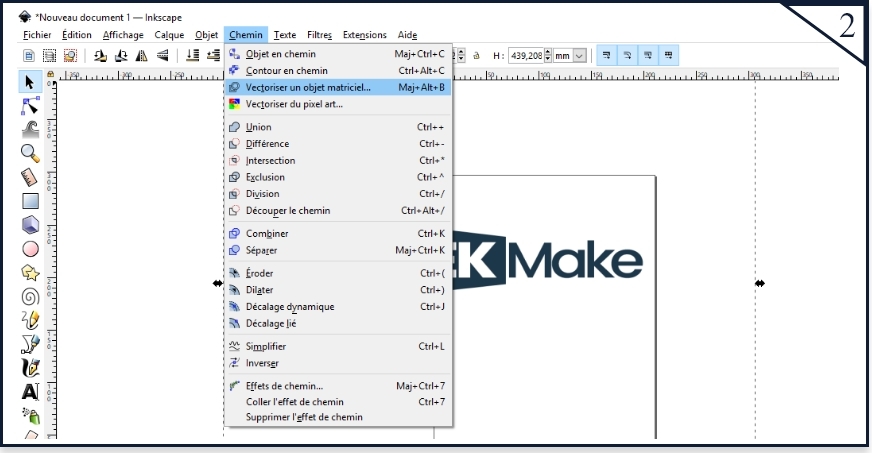 *Nouveau document 1 — Inkscape
2
Fichier Édition Affichage Calque Objet Chemin Texte Filtres Extensions Aide
H : 439,208 mm
Objet en chemin Maj+Ctrl+C
Contour en chemin Ctrl+Alt+C
Vectoriser un objet matriciel... Maj+Alt+B
Vectoriser du pixel art...
Union Ctrl++
Différence Ctrl+-
Intersection Ctrl+*
Exclusion Ctrl+^
Division Ctrl+/
Découper le chemin Ctrl+Alt+/
Combiner Ctrl+K
Séparer Maj+Ctrl+K
Éroder Ctrl+(
Dilater Ctrl+)
Décalage dynamique Ctrl+J
Décalage lié
Simplifier Ctrl+L
Inverser
Effets de chemin... Maj+Ctrl+7
Coller l'effet de chemin Ctrl+7
Supprimer l'effet de chemin
K Make